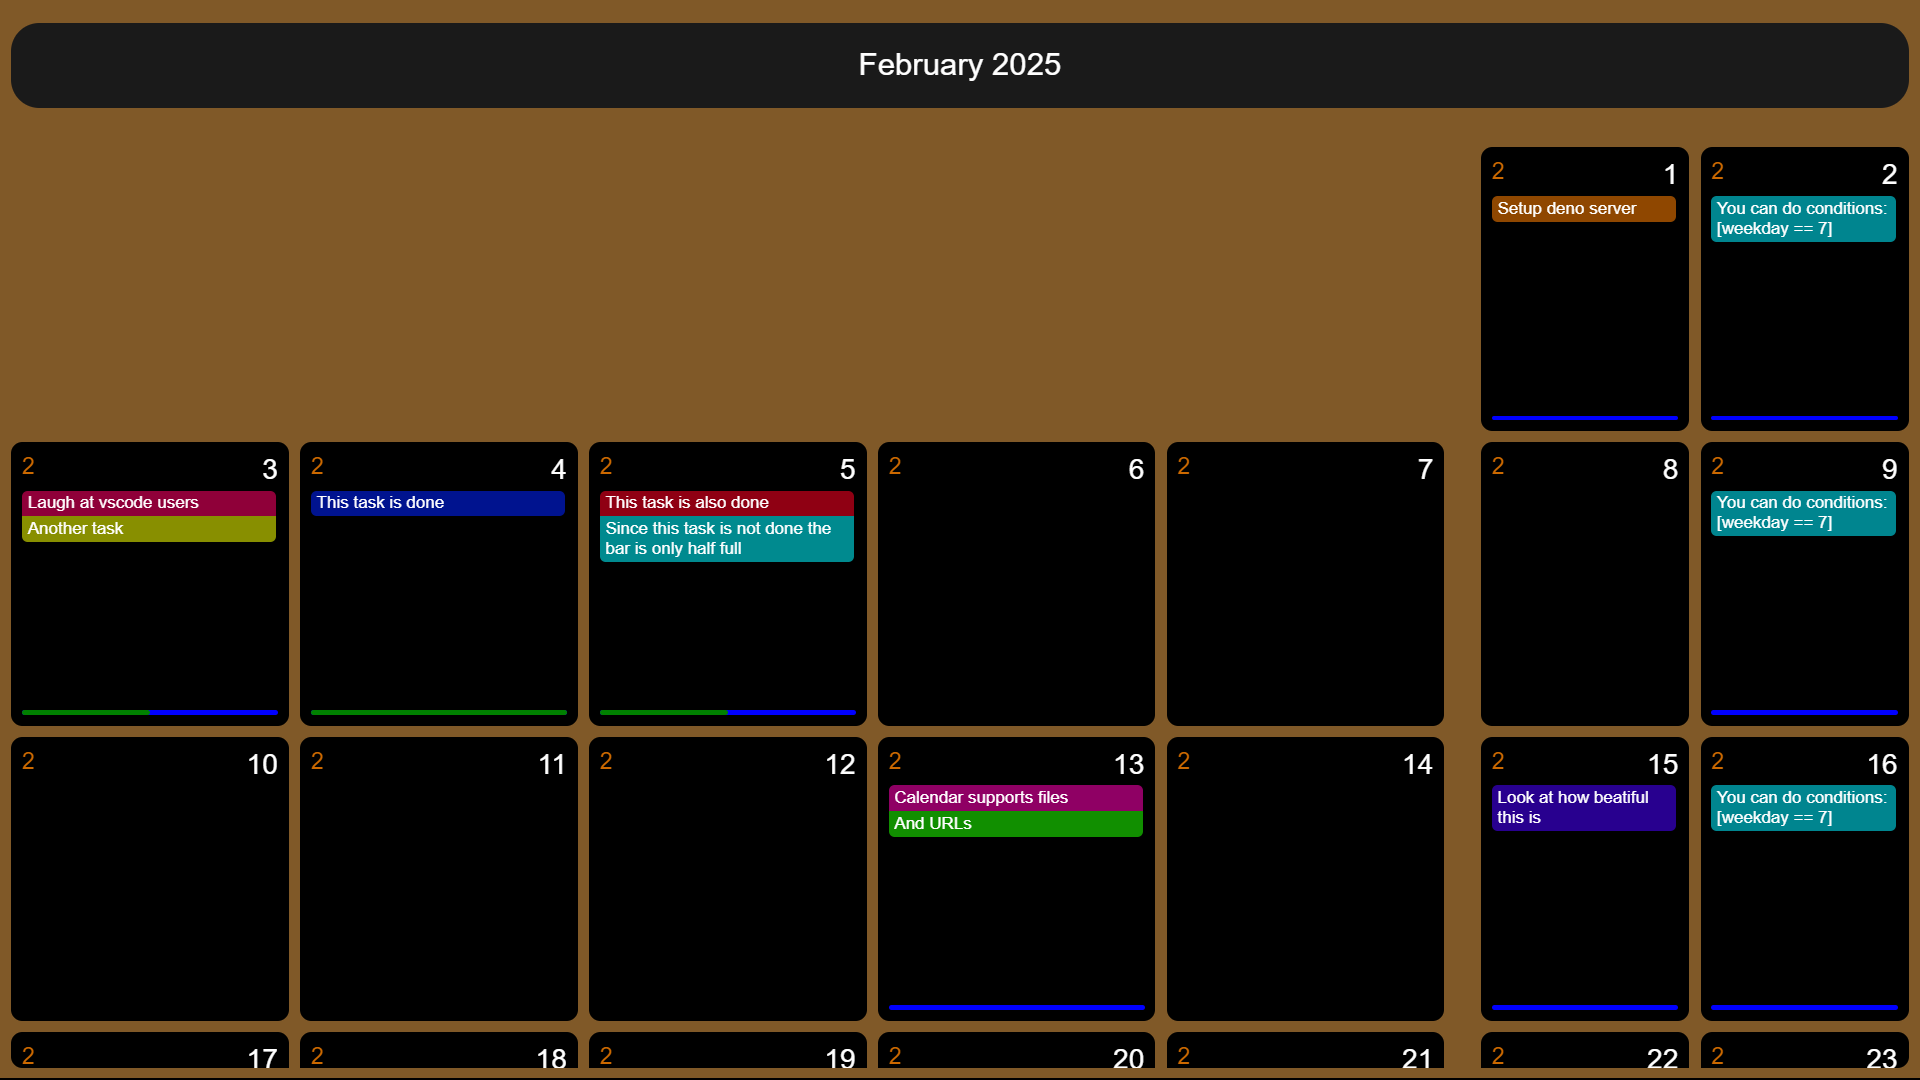 February 2025
2 1
Setup deno server
2 2
You can do conditions:
[weekday == 7]
2 3
Laugh at vscode users
Another task
2 4
This task is done
2 5
This task is also done
Since this task is not done the
bar is only half full
2 6
2 7
2 8
2 9
You can do conditions:
[weekday == 7]
2 10
2 11
2 12
2 13
Calendar supports files
And URLs
2 14
2 15
Look at how beatiful
this is
2 16
You can do conditions:
[weekday == 7]
2 17
2 18
2 19
2 20
2 21
2 22
2 23